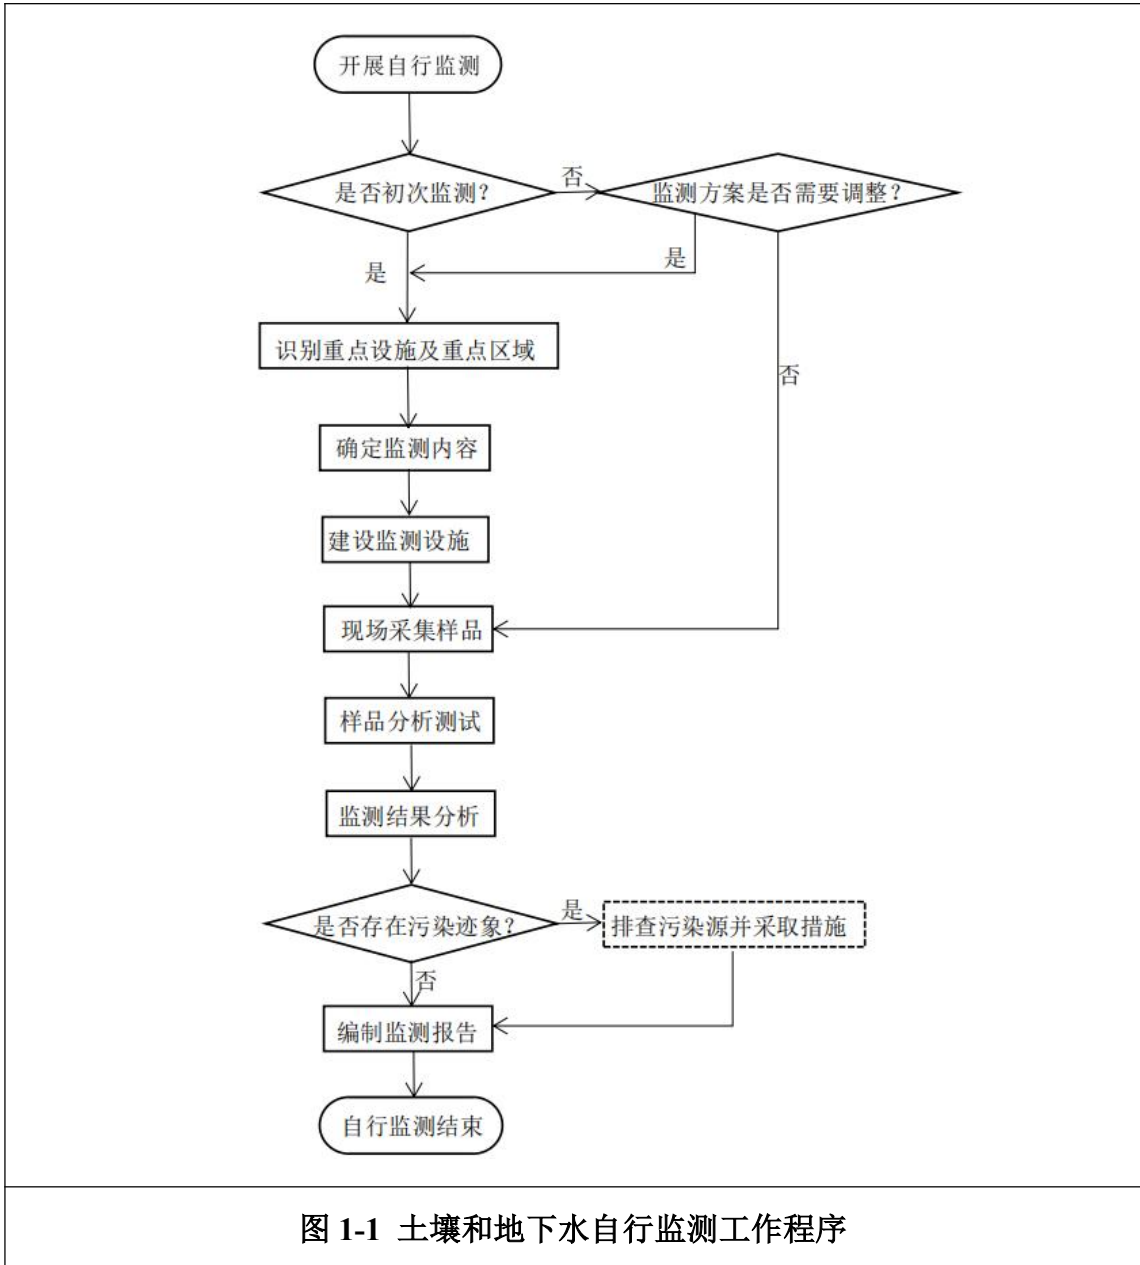 开展自行监测
是否初次监测?
否
监测方案是否需要调整?
是
是
识别重点设施及重点区域
否
确定监测内容
建设监测设施
现场采集样品
样品分析测试
监测结果分析
是否存在污染迹象?
是
排查污染源并采取措施
否
编制监测报告
自行监测结束
图 1-1 土壤和地下水自行监测工作程序